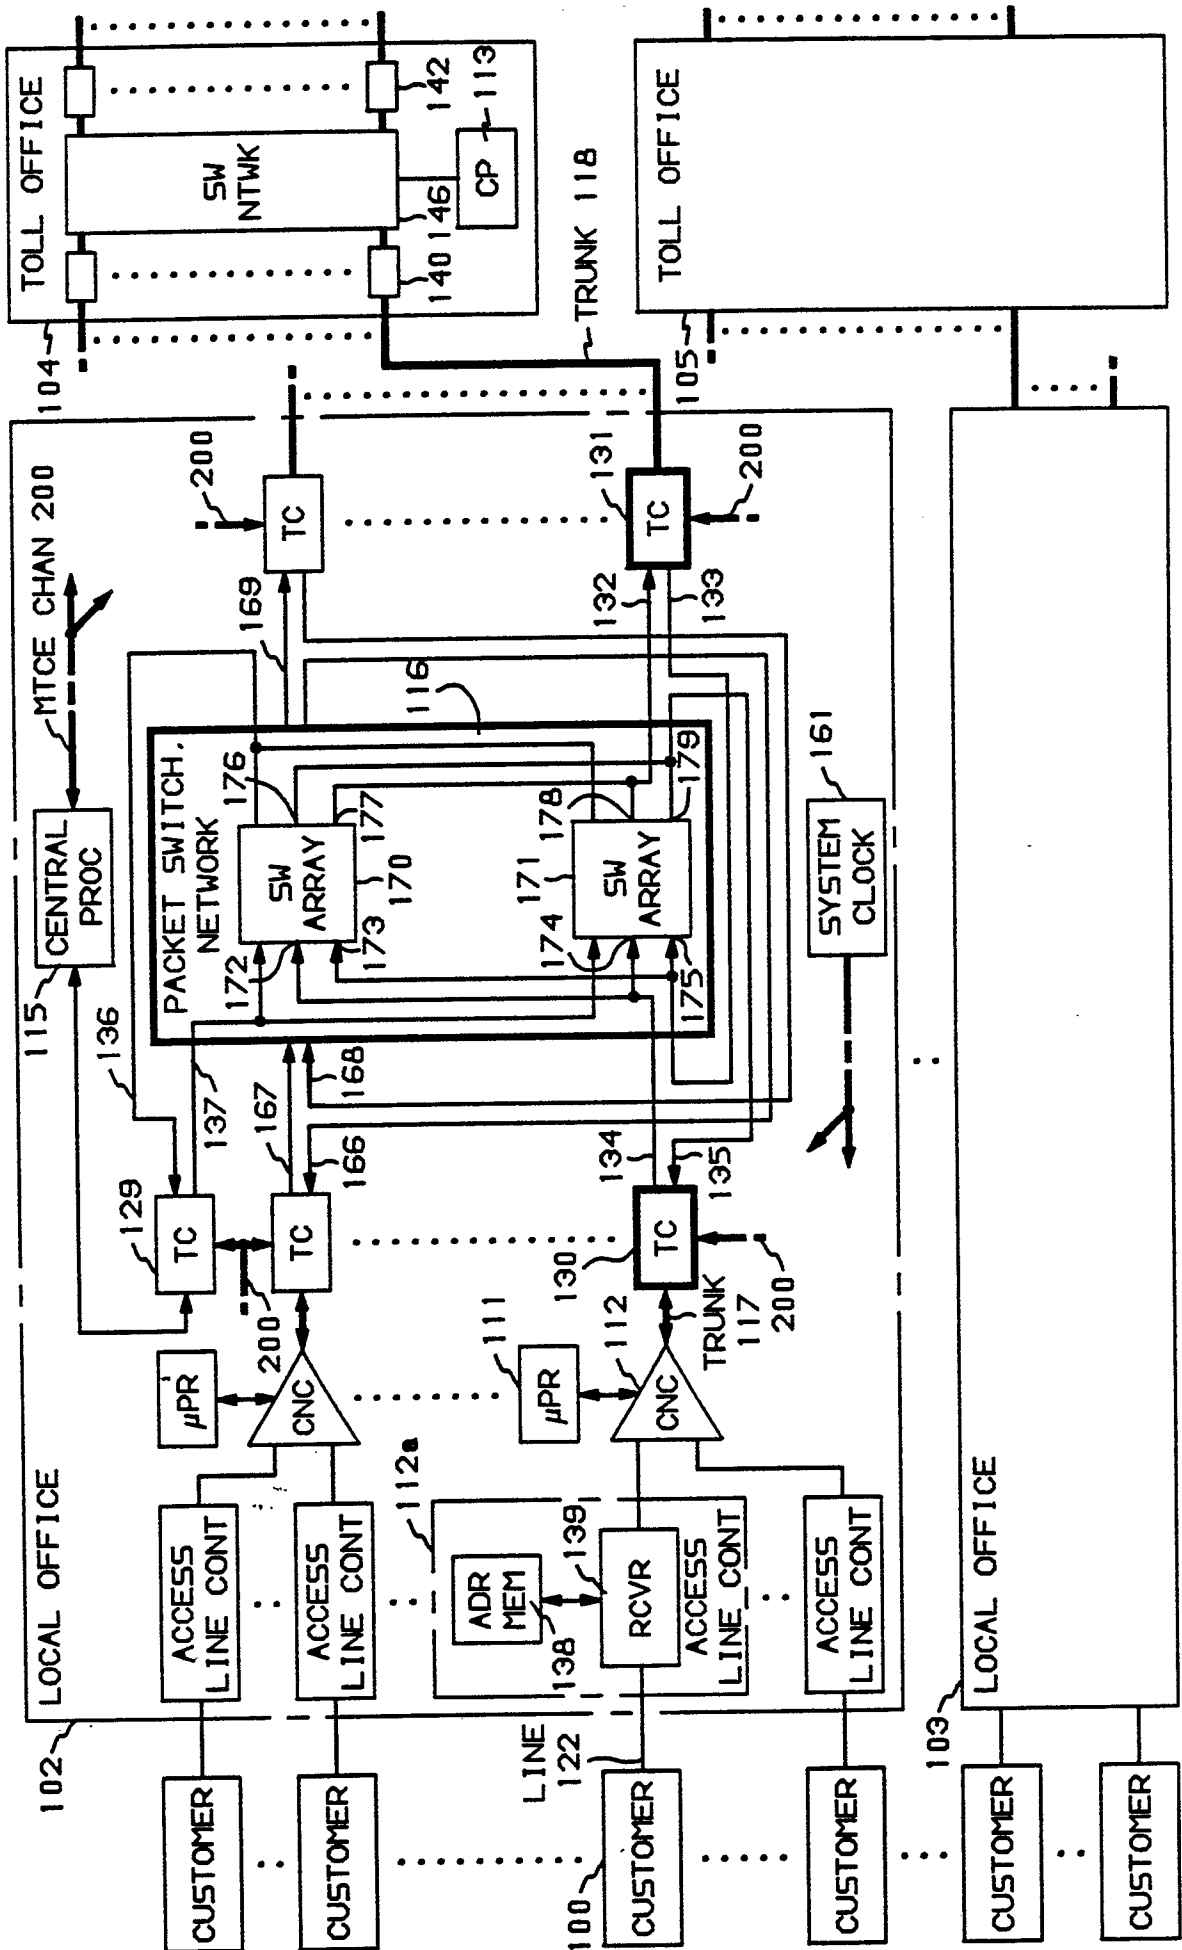 LOCAL OFFICE
102
CUSTOMER
ACCESS
LINE CONT
CUSTOMER
ACCESS
LINE CONT
µPR
CNC
200
129
TC
TC
137
136
167
166
168
115
CENTRAL
PROC
MTCE CHAN 200
PACKET SWITCH.
NETWORK
172
173
SW
ARRAY
170
176
177
116
169
200
TC
104
TOLL OFFICE
SW
NTWK
146
140
142
CP
113
TRUNK 118
100
CUSTOMER
LINE
122
112a
ADR
MEM
138
139
RCVR
ACCESS
LINE CONT
111
µPR
112
CNC
TRUNK
117
130
TC
200
134
135
174
175
171
SW
ARRAY
178
179
132
133
131
TC
200
CUSTOMER
ACCESS
LINE CONT
SYSTEM
CLOCK
161
105
TOLL OFFICE
103
LOCAL OFFICE
CUSTOMER
CUSTOMER